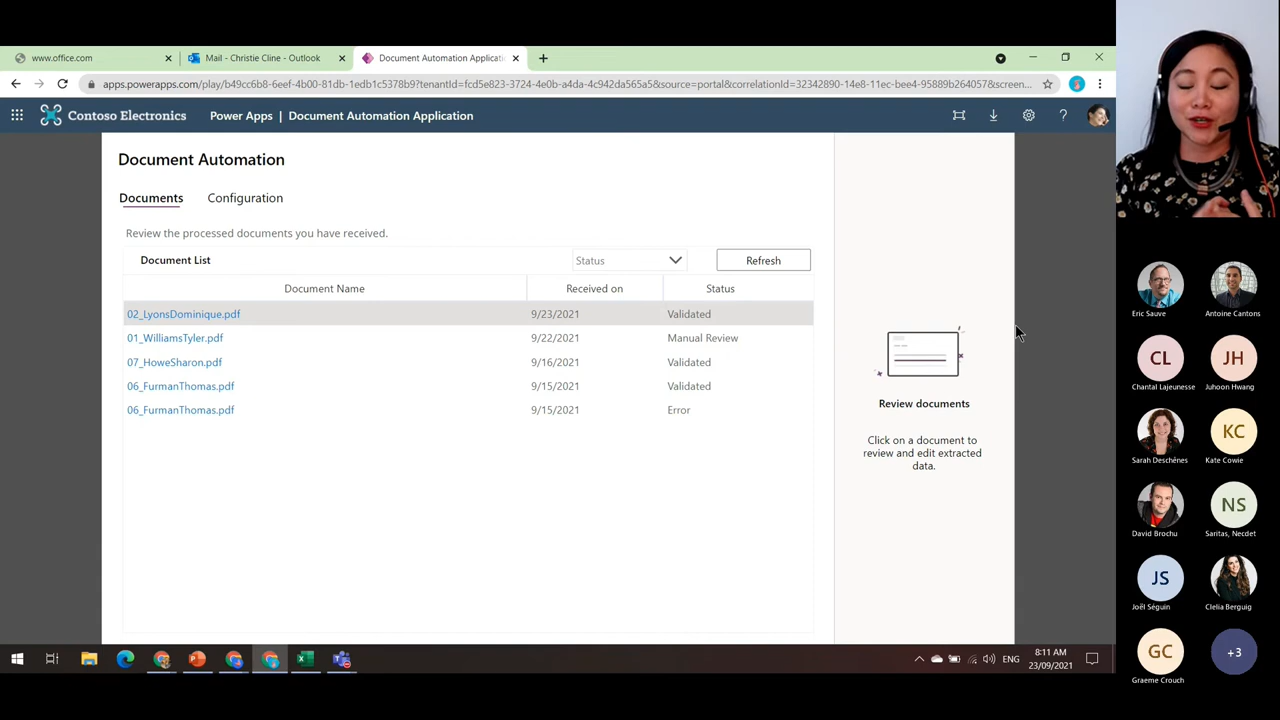 www.office.com
Mail - Christie Cline - Outlook
Document Automation Applicati
apps.powerapps.com/play/b49cc6b8-6eef-4b00-81db-1edb1c5378b9?tenantId=fcd5e823-3724-4e0b-a4da-4c942da565a5&source=portal&correlationId=32342890-14e8-11ec-bee4-95889b264057&screen...
Contoso Electronics
Power Apps | Document Automation Application
?
Document Automation
Documents
Configuration
Review the processed documents you have received.
Document List
Status
Refresh
Document Name
Received on
Status
02_LyonsDominique.pdf
9/23/2021
Validated
01_WilliamsTyler.pdf
9/22/2021
Manual Review
07_HoweSharon.pdf
9/16/2021
Validated
06_FurmanThomas.pdf
9/15/2021
Validated
06_FurmanThomas.pdf
9/15/2021
Error
Review documents
Click on a document to
review and edit extracted
data.
Eric Sauve
Antoine Cantons
CL
Chantal Lajeunesse
JH
Juhoon Hwang
Sarah Deschênes
KC
Kate Cowie
David Brochu
NS
Saritas, Necdet
JS
Joël Séguin
Clelia Berguig
GC
Graeme Crouch
+3
ENG
8:11 AM
23/09/2021